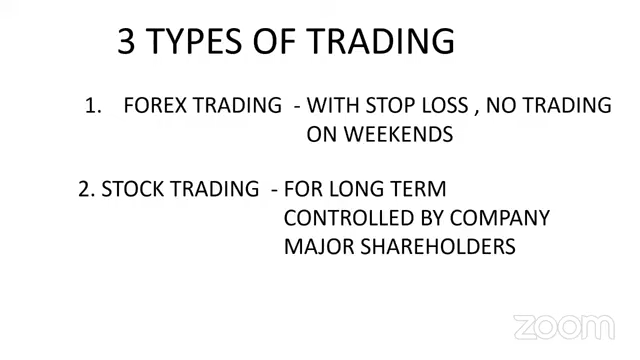 3 TYPES OF TRADING
1. FOREX TRADING - WITH STOP LOSS , NO TRADING
ON WEEKENDS
2. STOCK TRADING - FOR LONG TERM
CONTROLLED BY COMPANY
MAJOR SHAREHOLDERS
zoom